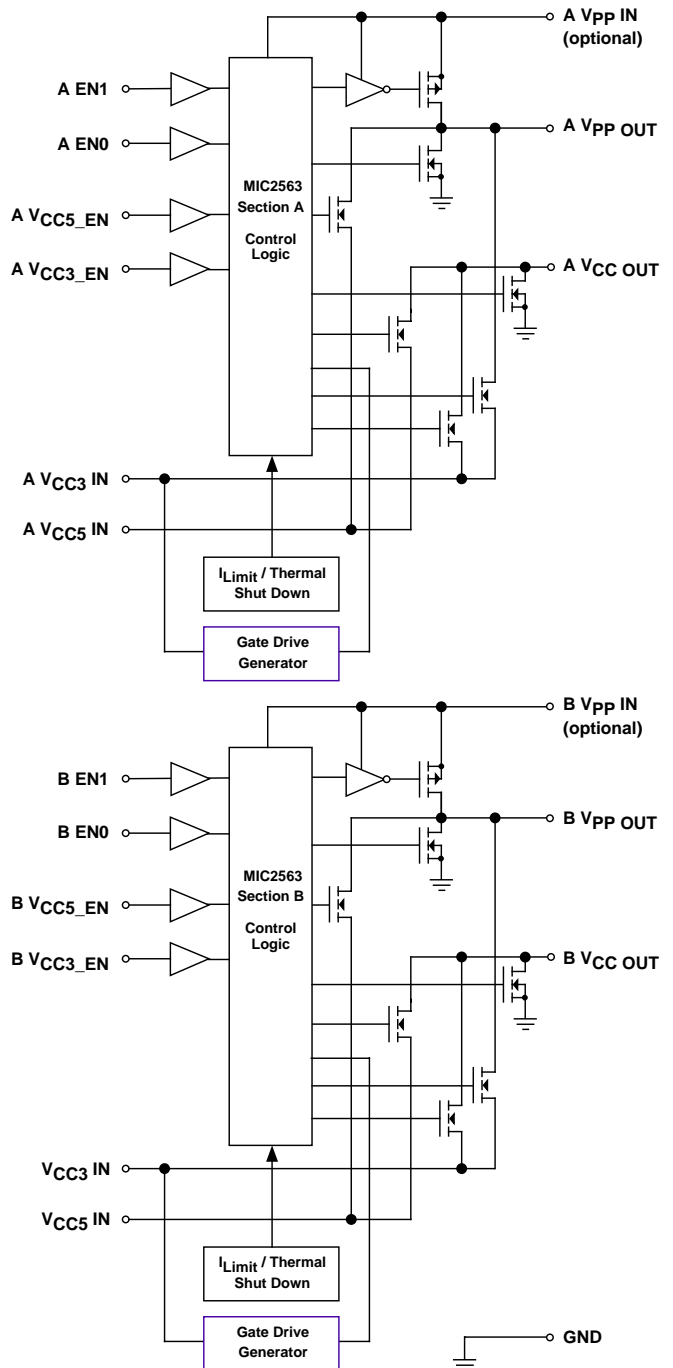 A VPP IN
(optional)
A EN1
A EN0
A VPP OUT
MIC2563
Section A
Control
Logic
A VCC5_EN
A VCC3_EN
A VCC OUT
A VCC3 IN
A VCC5 IN
ILimit / Thermal
Shut Down
Gate Drive
Generator
B VPP IN
(optional)
B EN1
B EN0
B VPP OUT
MIC2563
Section B
Control
Logic
B VCC5_EN
B VCC3_EN
B VCC OUT
VCC3 IN
VCC5 IN
ILimit / Thermal
Shut Down
Gate Drive
Generator
GND